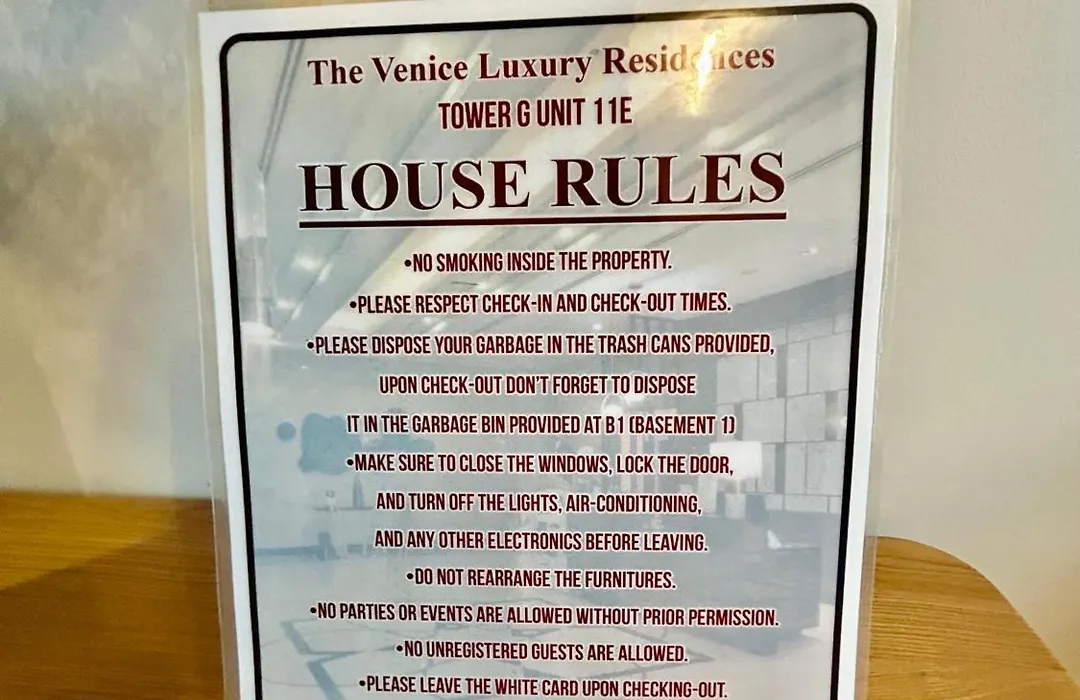 The Venice Luxury Residences
TOWER G UNIT 11E
HOUSE RULES
•NO SMOKING INSIDE THE PROPERTY.
•PLEASE RESPECT CHECK-IN AND CHECK-OUT TIMES.
•PLEASE DISPOSE YOUR GARBAGE IN THE TRASH CANS PROVIDED,
UPON CHECK-OUT DON'T FORGET TO DISPOSE
IT IN THE GARBAGE BIN PROVIDED AT B1 (BASEMENT 1)
•MAKE SURE TO CLOSE THE WINDOWS, LOCK THE DOOR,
AND TURN OFF THE LIGHTS, AIR-CONDITIONING,
AND ANY OTHER ELECTRONICS BEFORE LEAVING.
•DO NOT REARRANGE THE FURNITURES.
•NO PARTIES OR EVENTS ARE ALLOWED WITHOUT PRIOR PERMISSION.
•NO UNREGISTERED GUESTS ARE ALLOWED.
•PLEASE LEAVE THE WHITE CARD UPON CHECKING-OUT.